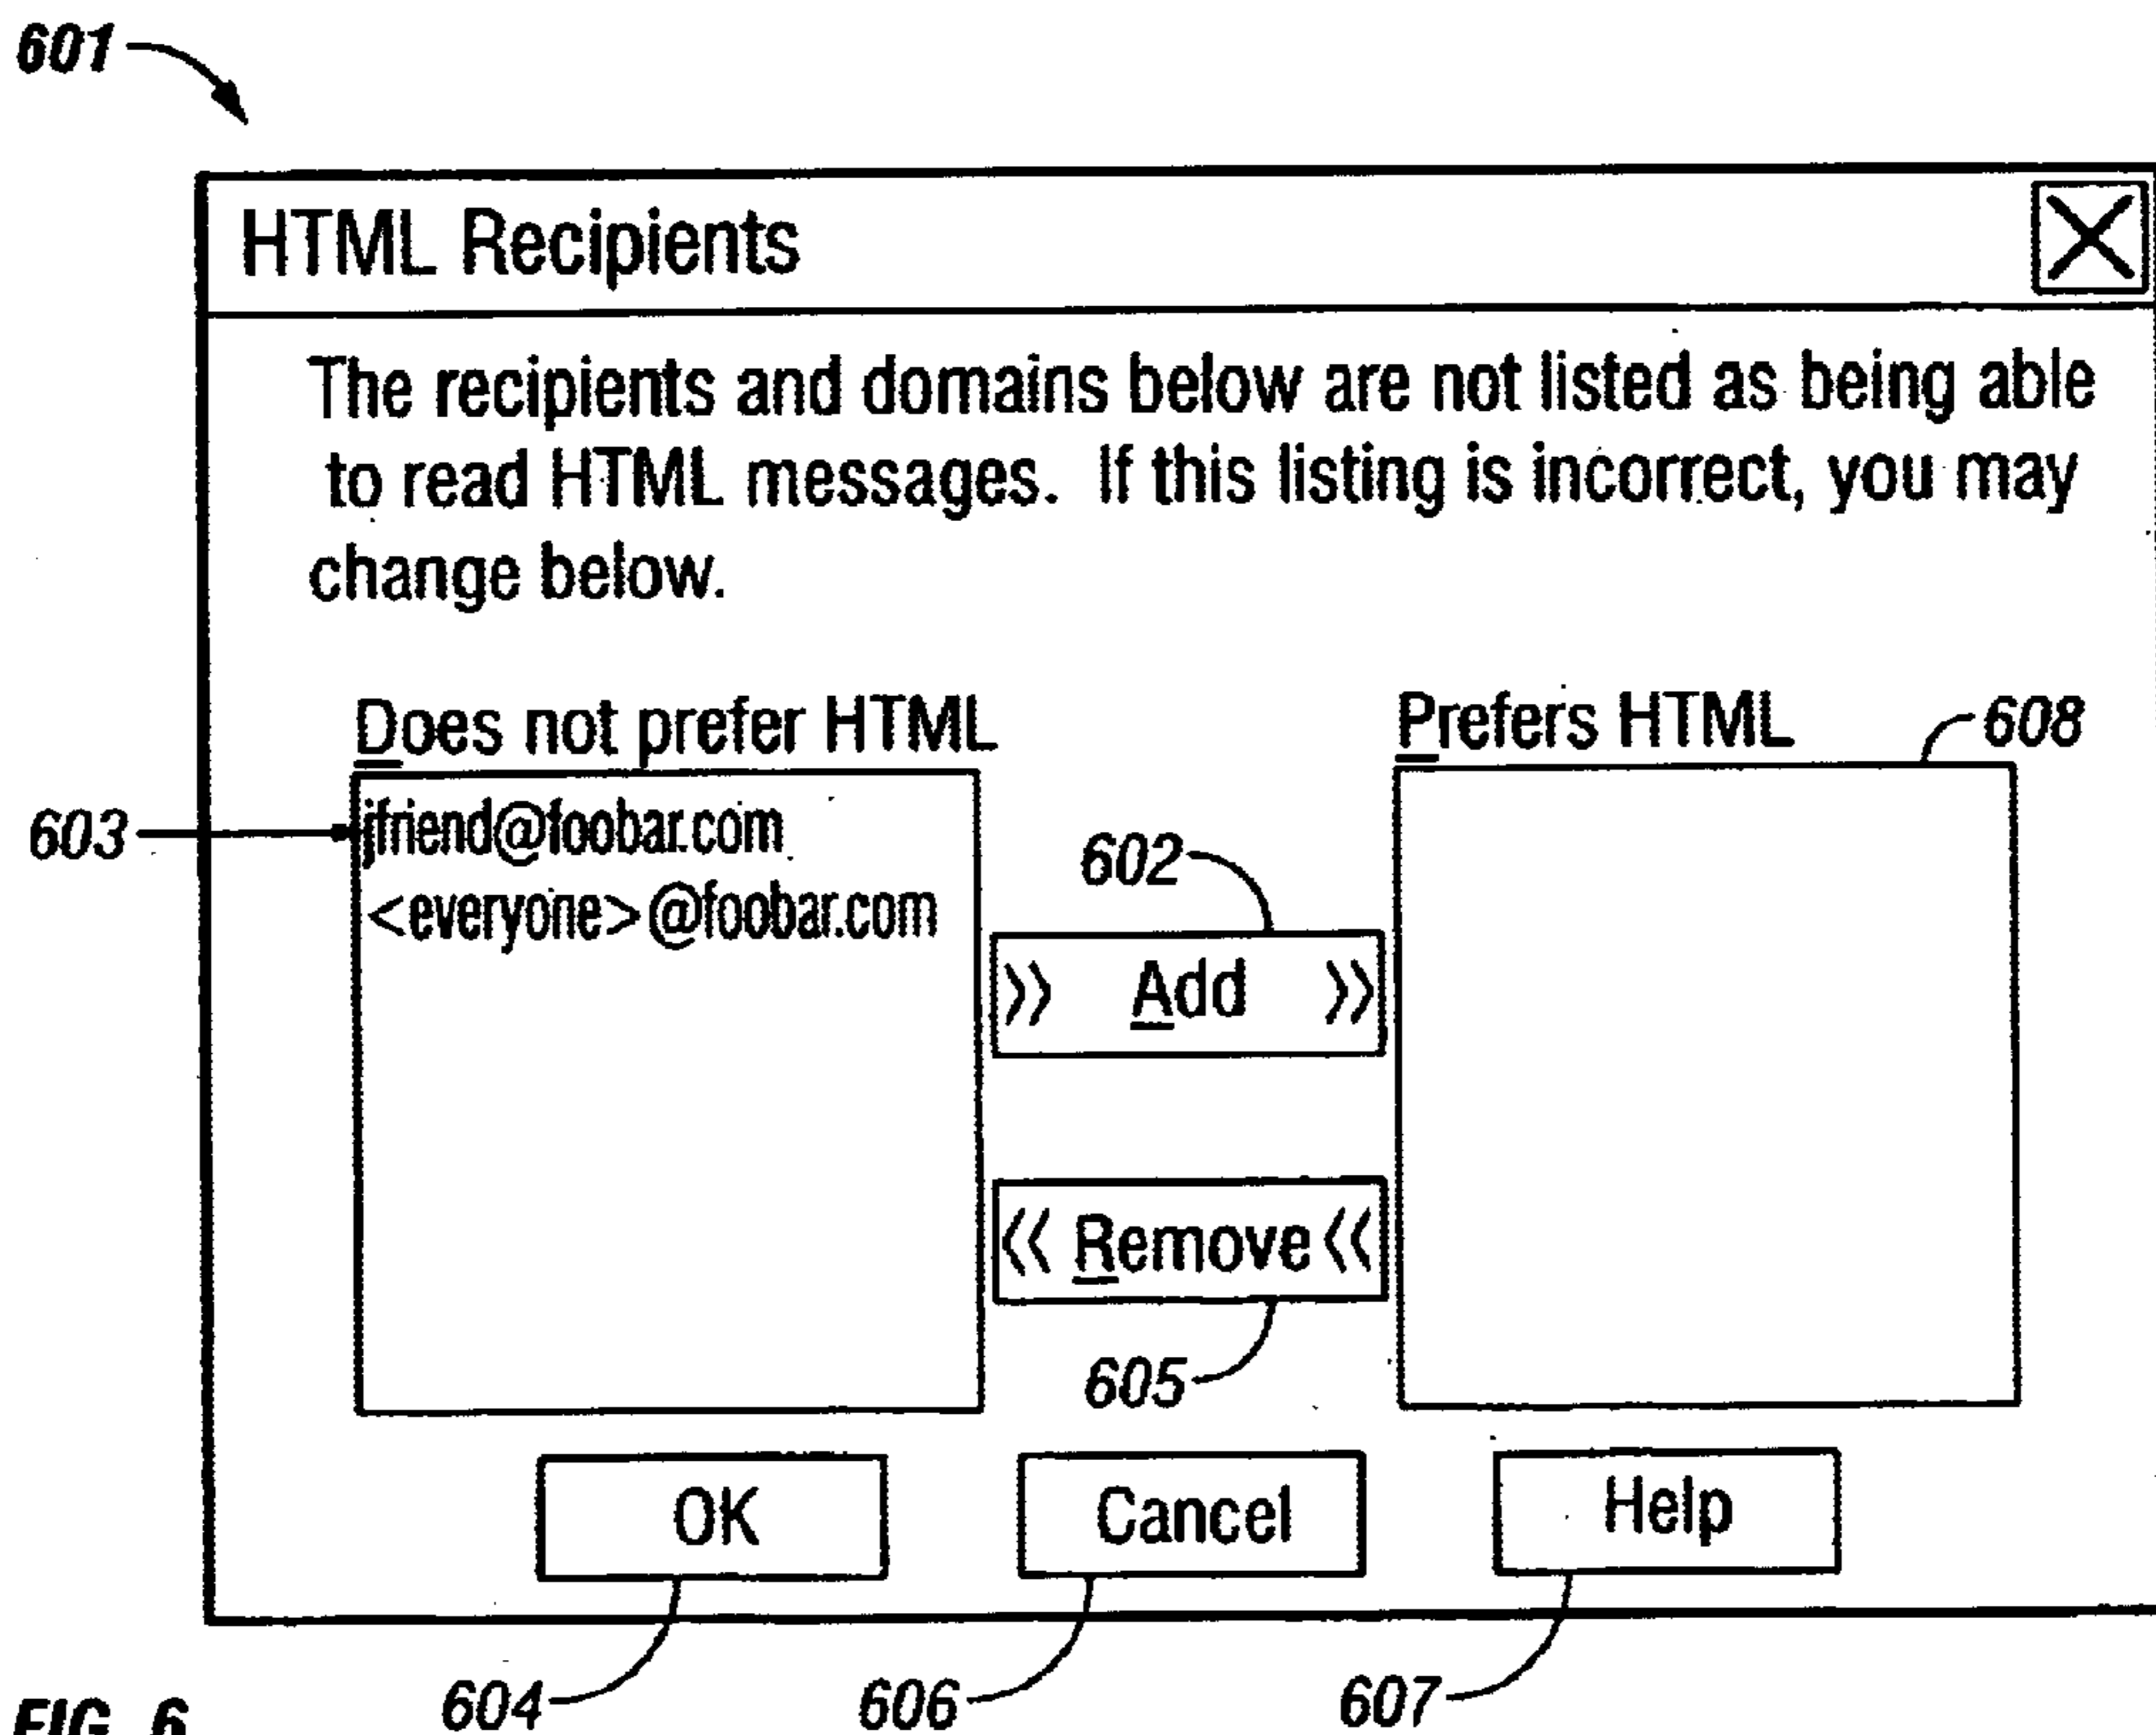 601
HTML Recipients
The recipients and domains below are not listed as being able
to read HTML messages. If this listing is incorrect, you may
change below.
Does not prefer HTML
Prefers HTML
608
603
jfriend@foobar.com
<everyone>@foobar.com
602
>> Add >>
<< Remove <<
605
OK
Cancel
Help
604
606
607
FIG. 6